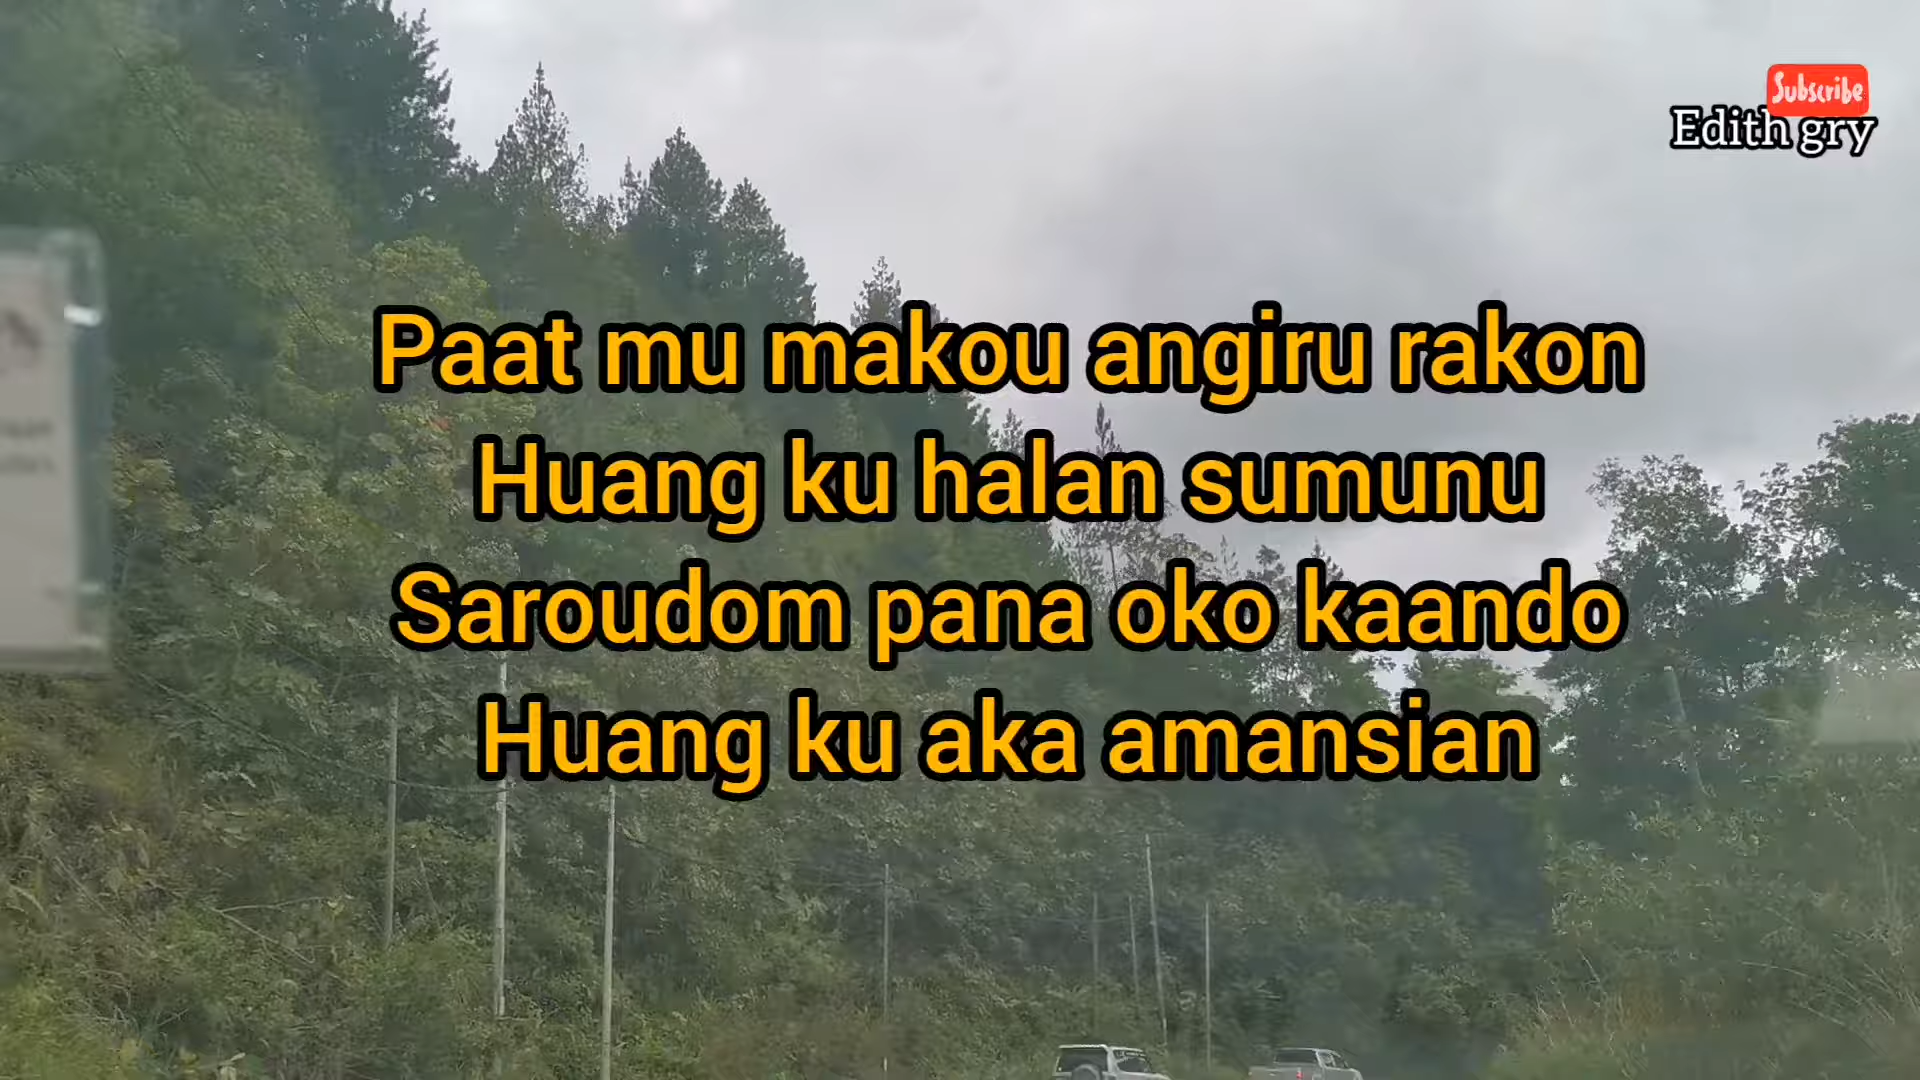 Subscribe
Edith gry
Paat mu makou angiru rakon
Huang ku halan sumunu
Saroudom pana oko kaando
Huang ku aka amansian